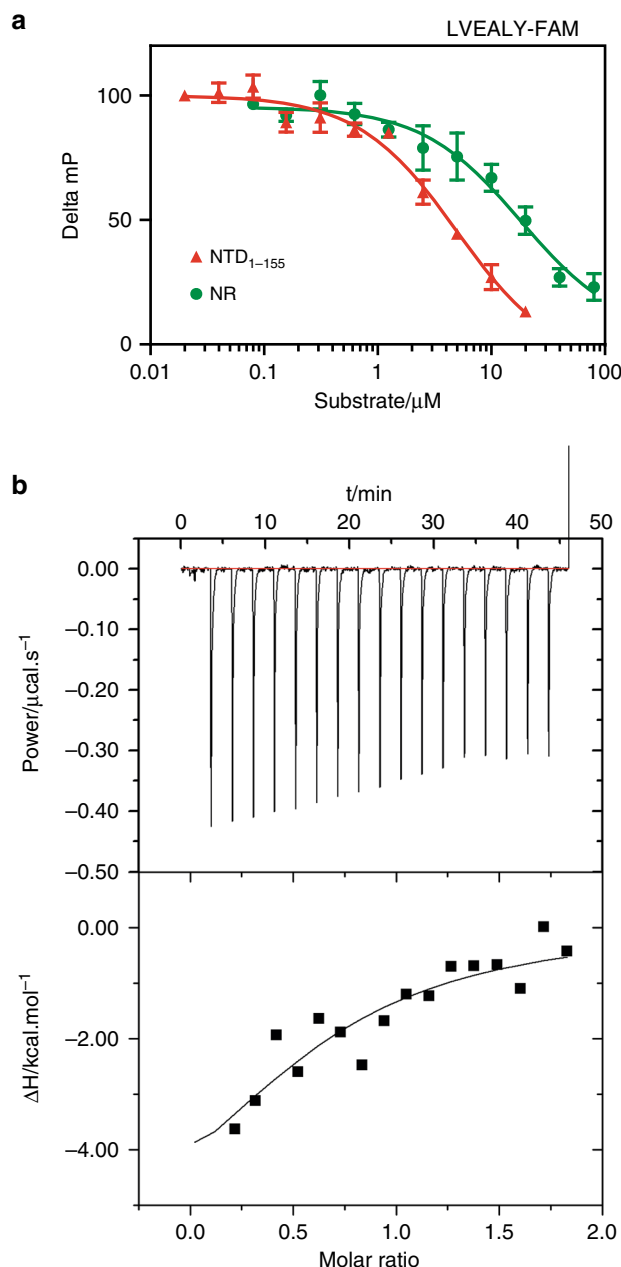 a
LVEALY-FAM
100
50
0
Delta mP
NTD1–155
NR
0.01 0.1 1 10 100
Substrate/μM
b
t/min
0 10 20 30 40 50
0.00
–0.10
–0.20
–0.30
–0.40
–0.50
Power/μcal.s⁻¹
0.00
–2.00
–4.00
ΔH/kcal.mol⁻¹
0.0 0.5 1.0 1.5 2.0
Molar ratio